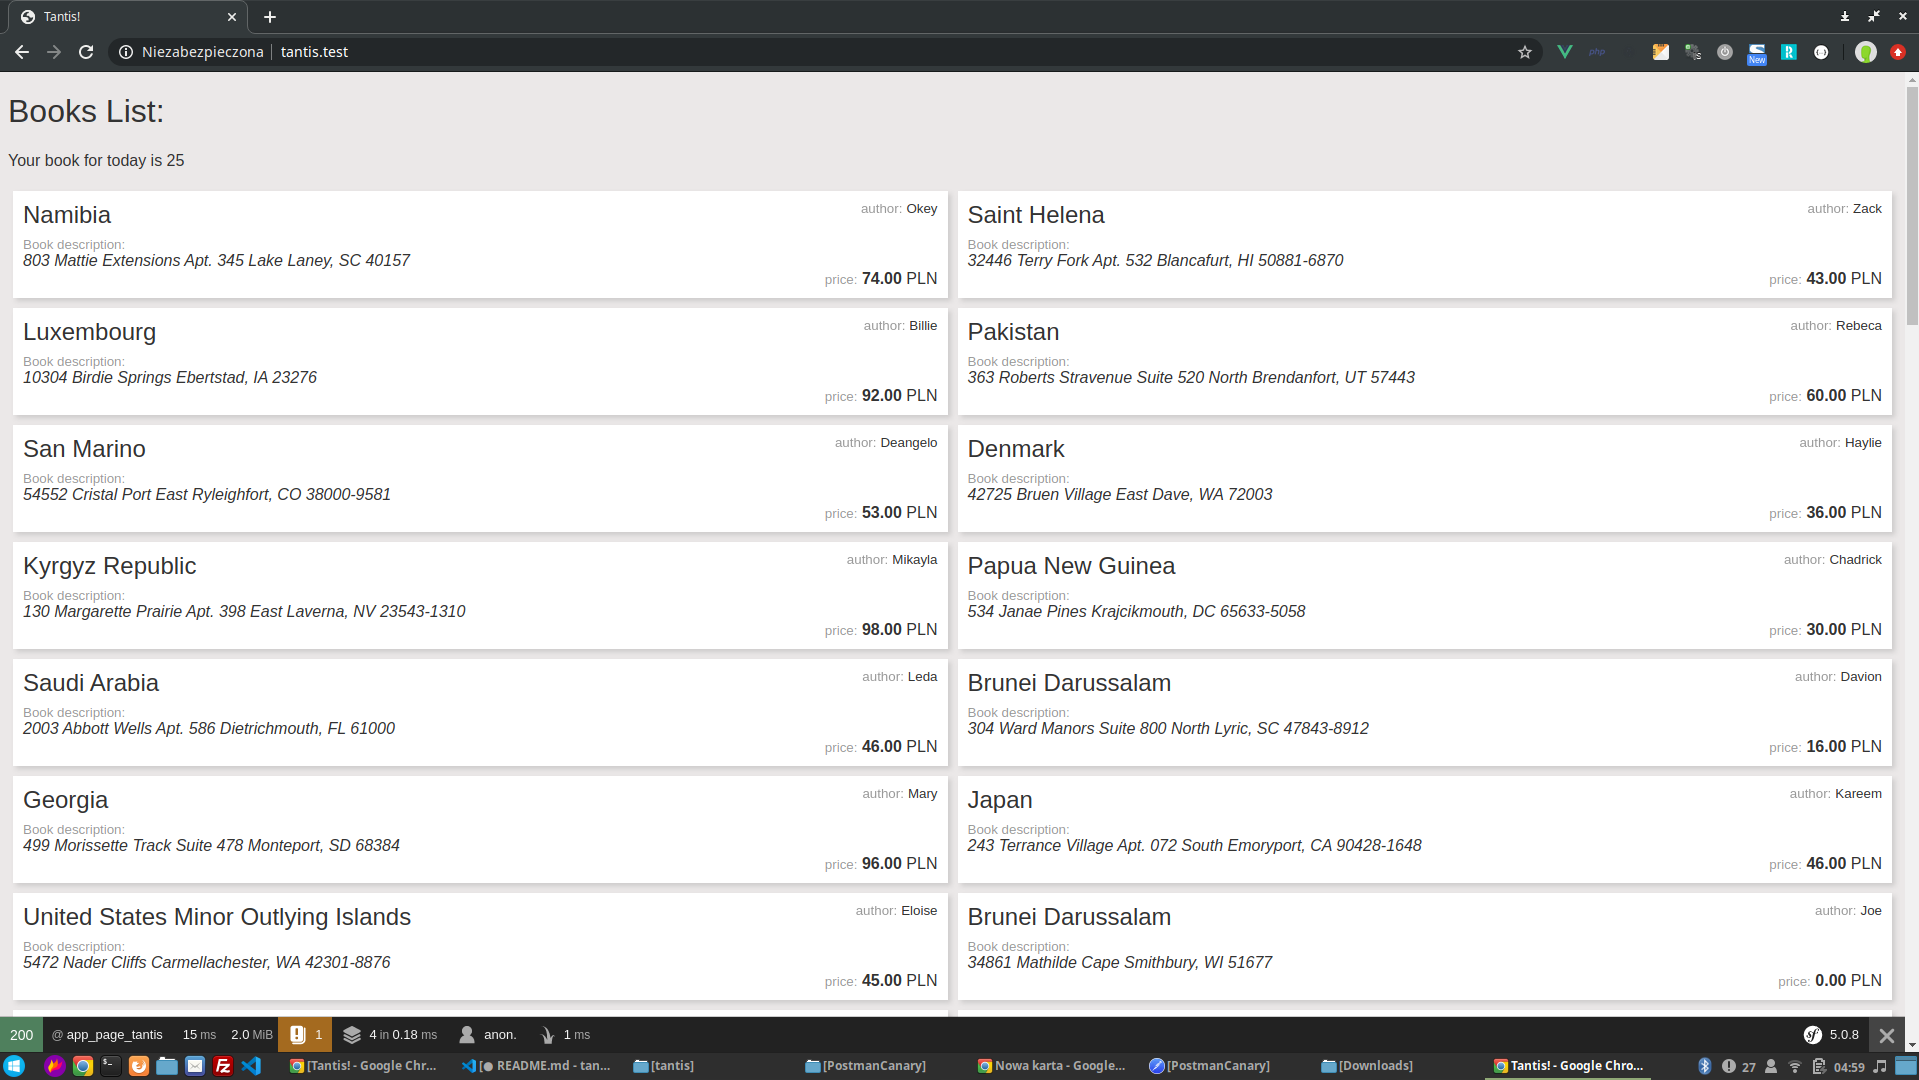 Tantis!
Niezabezpieczona | tantis.test
php
S
New
Books List:
Your book for today is 25
Namibia
author: Okey
Book description:
803 Mattie Extensions Apt. 345 Lake Laney, SC 40157
price: 74.00 PLN
Saint Helena
author: Zack
Book description:
32446 Terry Fork Apt. 532 Blancafurt, HI 50881-6870
price: 43.00 PLN
Luxembourg
author: Billie
Book description:
10304 Birdie Springs Ebertstad, IA 23276
price: 92.00 PLN
Pakistan
author: Rebeca
Book description:
363 Roberts Stravenue Suite 520 North Brendanfort, UT 57443
price: 60.00 PLN
San Marino
author: Deangelo
Book description:
54552 Cristal Port East Ryleighfort, CO 38000-9581
price: 53.00 PLN
Denmark
author: Haylie
Book description:
42725 Bruen Village East Dave, WA 72003
price: 36.00 PLN
Kyrgyz Republic
author: Mikayla
Book description:
130 Margarette Prairie Apt. 398 East Laverna, NV 23543-1310
price: 98.00 PLN
Papua New Guinea
author: Chadrick
Book description:
534 Janae Pines Krajcikmouth, DC 65633-5058
price: 30.00 PLN
Saudi Arabia
author: Leda
Book description:
2003 Abbott Wells Apt. 586 Dietrichmouth, FL 61000
price: 46.00 PLN
Brunei Darussalam
author: Davion
Book description:
304 Ward Manors Suite 800 North Lyric, SC 47843-8912
price: 16.00 PLN
Georgia
author: Mary
Book description:
499 Morissette Track Suite 478 Monteport, SD 68384
price: 96.00 PLN
Japan
author: Kareem
Book description:
243 Terrance Village Apt. 072 South Emoryport, CA 90428-1648
price: 46.00 PLN
United States Minor Outlying Islands
author: Eloise
Book description:
5472 Nader Cliffs Carmellachester, WA 42301-8876
price: 45.00 PLN
Brunei Darussalam
author: Joe
Book description:
34861 Mathilde Cape Smithbury, WI 51677
price: 0.00 PLN
200 @ app_page_tantis 15 ms 2.0 MiB 1 4 in 0.18 ms anon. 1 ms sf 5.0.8
[Tantis! - Google Chr... [● README.md - tan... [tantis] [PostmanCanary] Nowa karta - Google... [PostmanCanary] [Downloads] Tantis! - Google Chro... 27 04:59